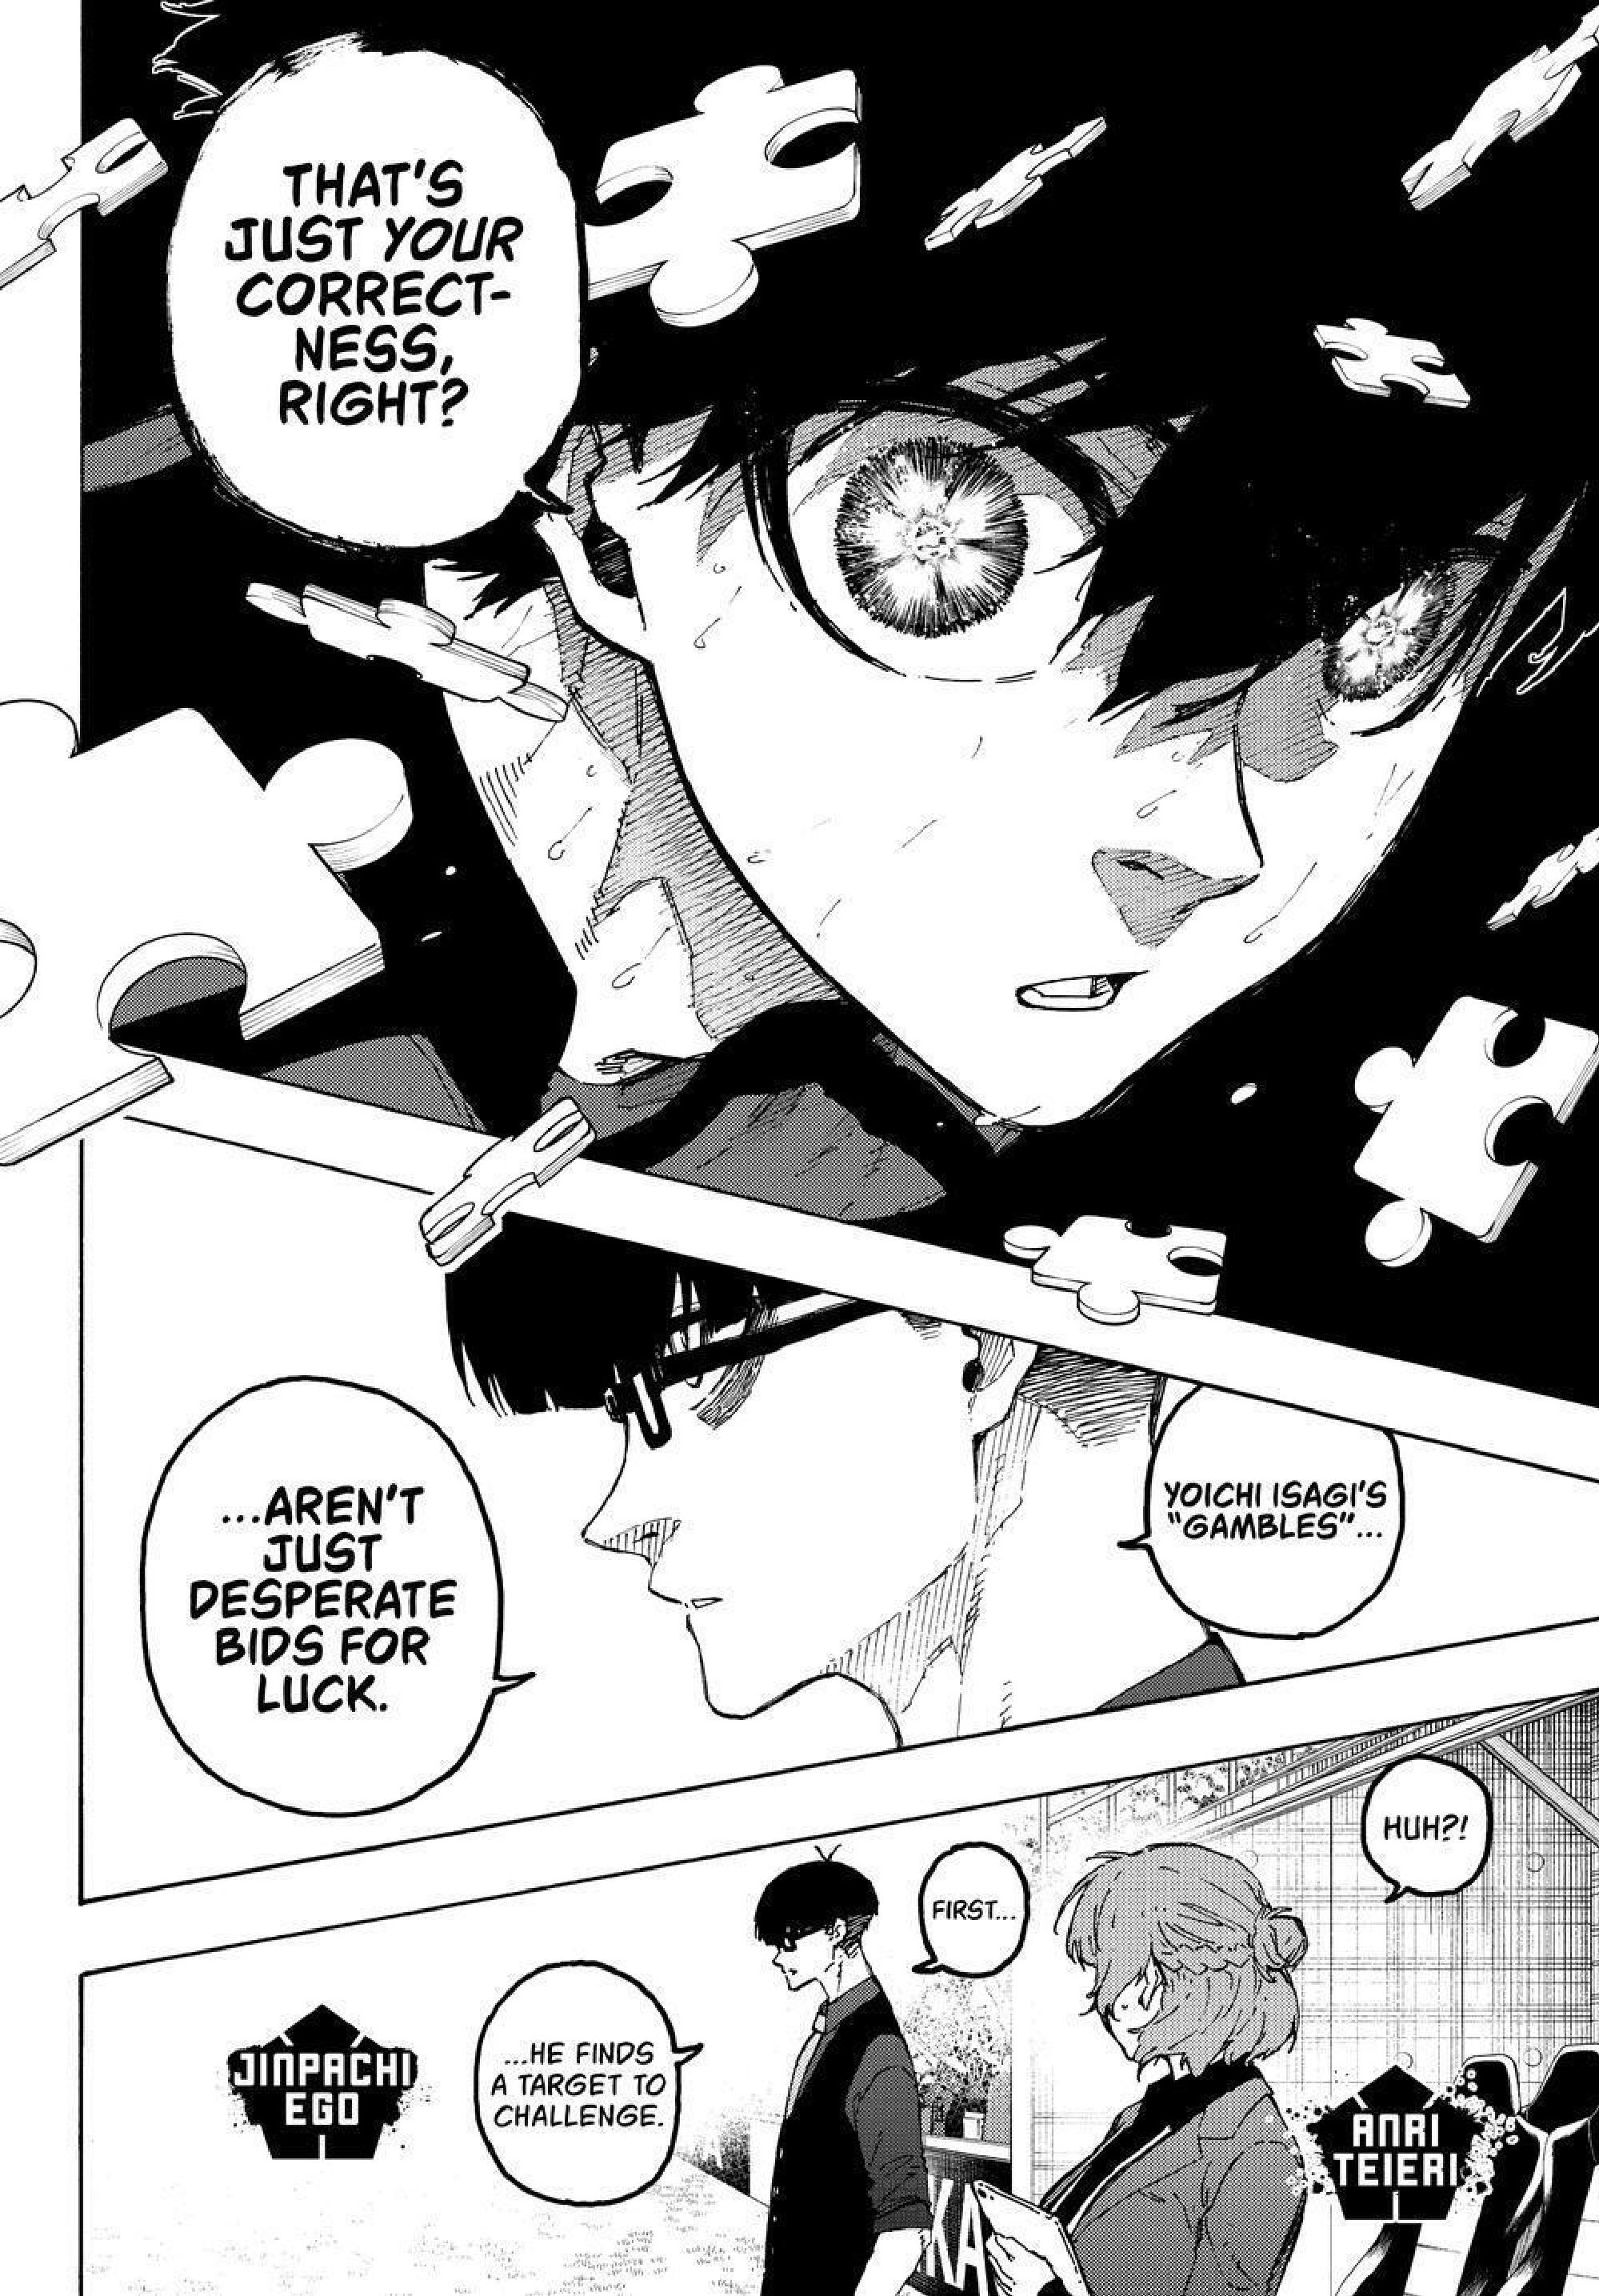 THAT'S
JUST YOUR
CORRECT-
NESS,
RIGHT?
YOICHI ISAGI'S
"GAMBLES"...
...AREN'T
JUST
DESPERATE
BIDS FOR
LUCK.
HUH?!
FIRST...
...HE FINDS
A TARGET TO
CHALLENGE.
ANRI
TEIERI
JINPACHI
EGO
KA